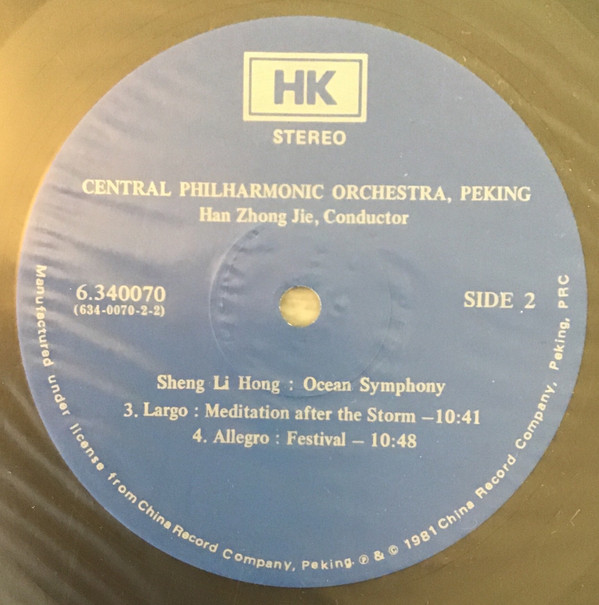 HK
STEREO
CENTRAL PHILHARMONIC ORCHESTRA, PEKING
Han Zhong Jie, Conductor
6.340070
(634-0070-2-2)
SIDE 2
Sheng Li Hong : Ocean Symphony
3. Largo : Meditation after the Storm –10:41
4. Allegro : Festival – 10:48
Manufactured under license from China Record Company, Peking. ℗ & © 1981 China Record Company, Peking, PRC